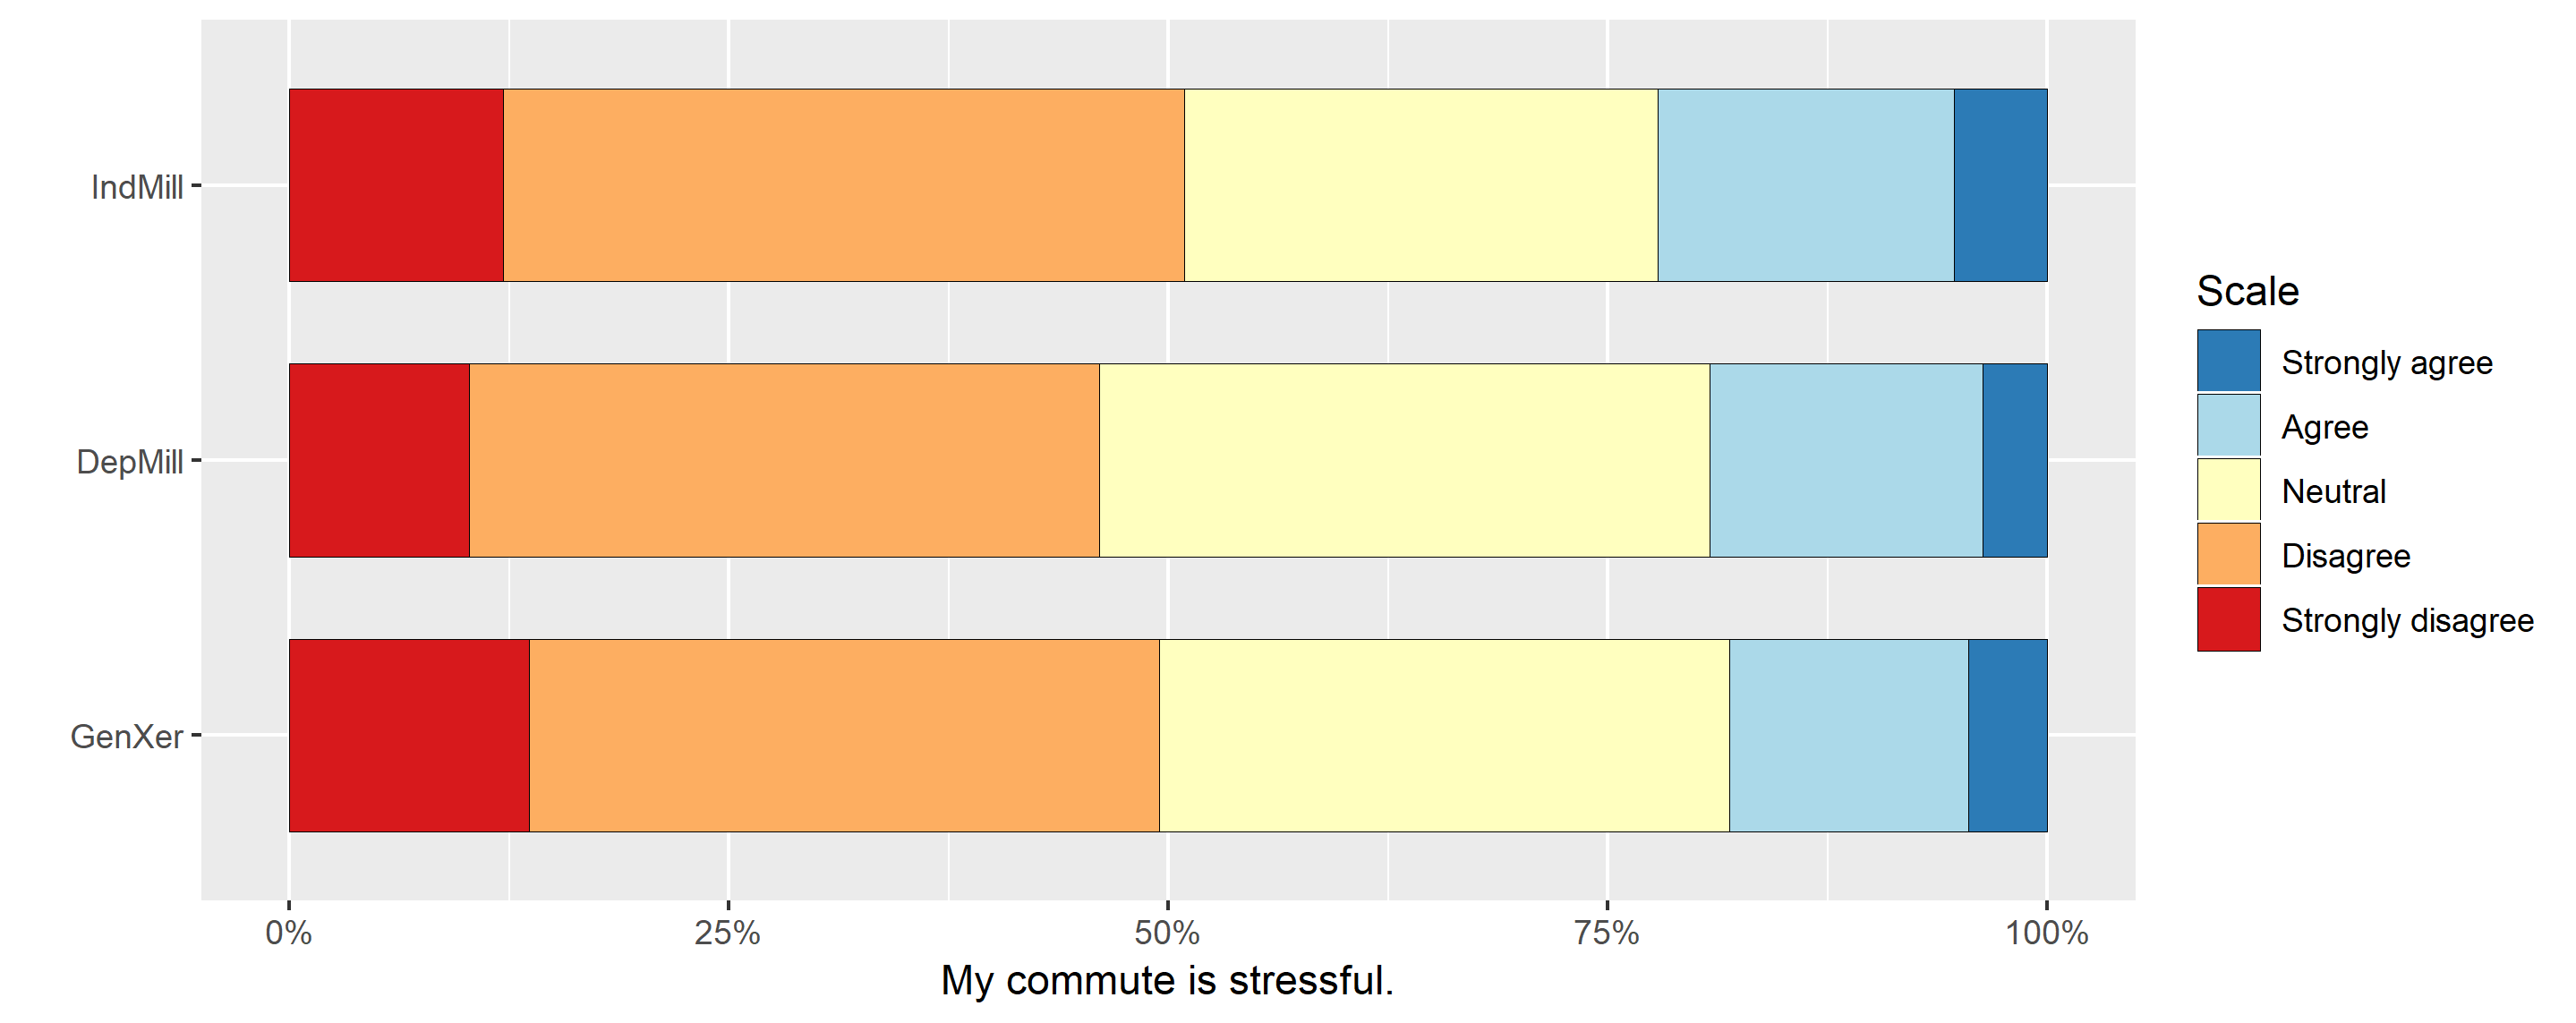 IndMill
DepMill
GenXer
0% 25% 50% 75% 100%
My commute is stressful.
Scale
Strongly agree
Agree
Neutral
Disagree
Strongly disagree